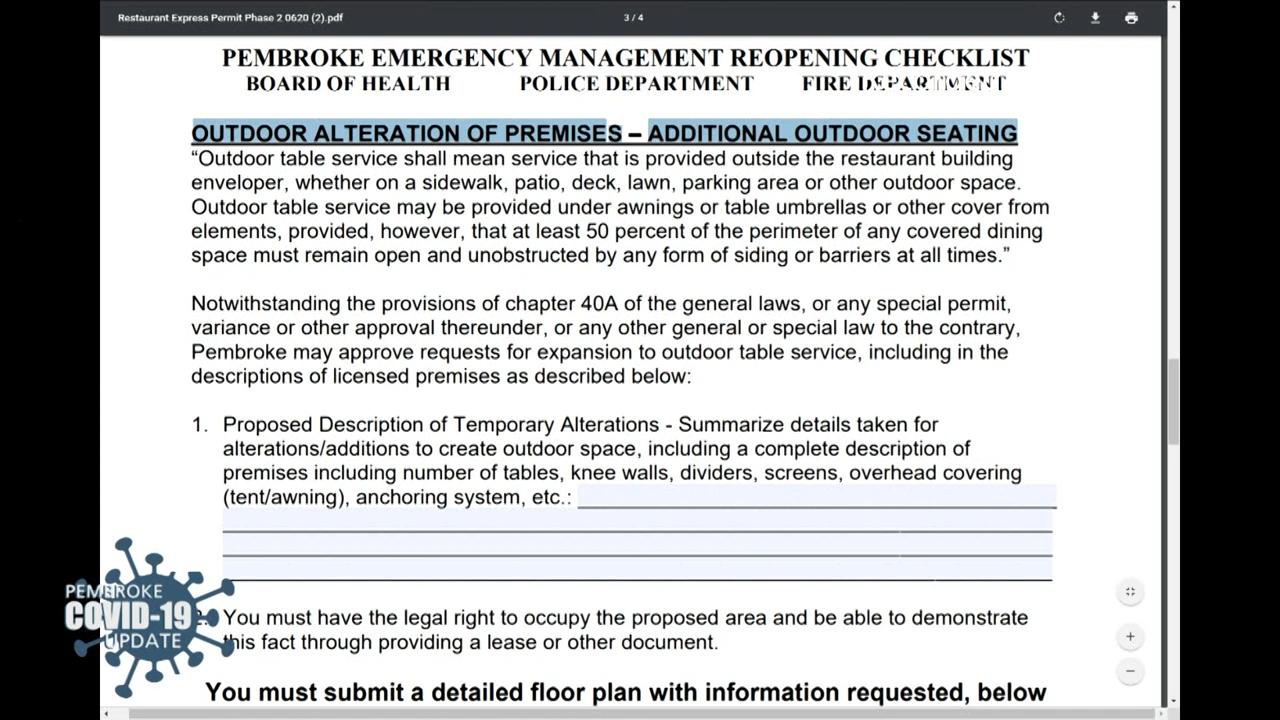 Restaurant Express Permit Phase 2 0620 (2).pdf
3 / 4
PEMBROKE EMERGENCY MANAGEMENT REOPENING CHECKLIST
BOARD OF HEALTH POLICE DEPARTMENT FIRE DEPARTMENT
OUTDOOR ALTERATION OF PREMISES – ADDITIONAL OUTDOOR SEATING
“Outdoor table service shall mean service that is provided outside the restaurant building
enveloper, whether on a sidewalk, patio, deck, lawn, parking area or other outdoor space.
Outdoor table service may be provided under awnings or table umbrellas or other cover from
elements, provided, however, that at least 50 percent of the perimeter of any covered dining
space must remain open and unobstructed by any form of siding or barriers at all times.”
Notwithstanding the provisions of chapter 40A of the general laws, or any special permit,
variance or other approval thereunder, or any other general or special law to the contrary,
Pembroke may approve requests for expansion to outdoor table service, including in the
descriptions of licensed premises as described below:
1. Proposed Description of Temporary Alterations - Summarize details taken for
alterations/additions to create outdoor space, including a complete description of
premises including number of tables, knee walls, dividers, screens, overhead covering
(tent/awning), anchoring system, etc.:
2. You must have the legal right to occupy the proposed area and be able to demonstrate
this fact through providing a lease or other document.
You must submit a detailed floor plan with information requested, below
PEMBROKE
COVID-19
UPDATE